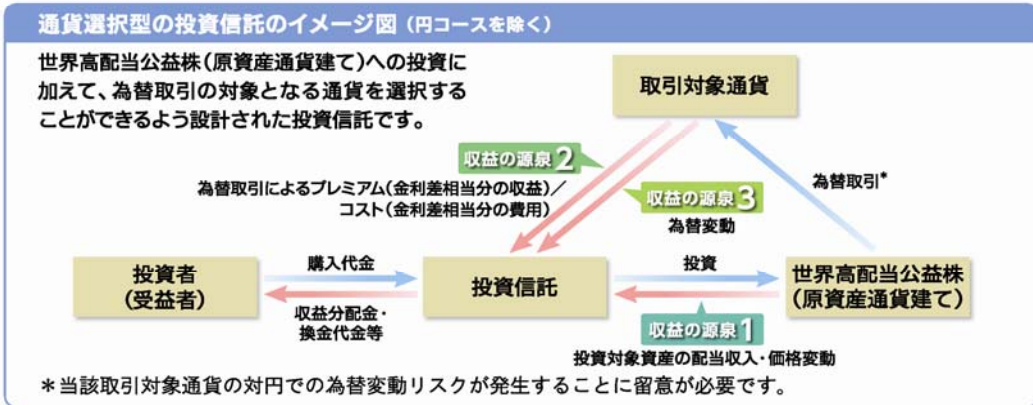 通貨選択型の投資信託のイメージ図（円コースを除く）
世界高配当公益株（原資産通貨建て）への投資に
加えて、為替取引の対象となる通貨を選択する
ことができるよう設計された投資信託です。
取引対象通貨
収益の源泉2
為替取引によるプレミアム（金利差相当分の収益）／
コスト（金利差相当分の費用）
収益の源泉3
為替変動
為替取引*
投資者
（受益者）
購入代金
収益分配金・
換金代金等
投資信託
投資
収益の源泉1
投資対象資産の配当収入・価格変動
世界高配当公益株
（原資産通貨建て）
＊当該取引対象通貨の対円での為替変動リスクが発生することに留意が必要です。